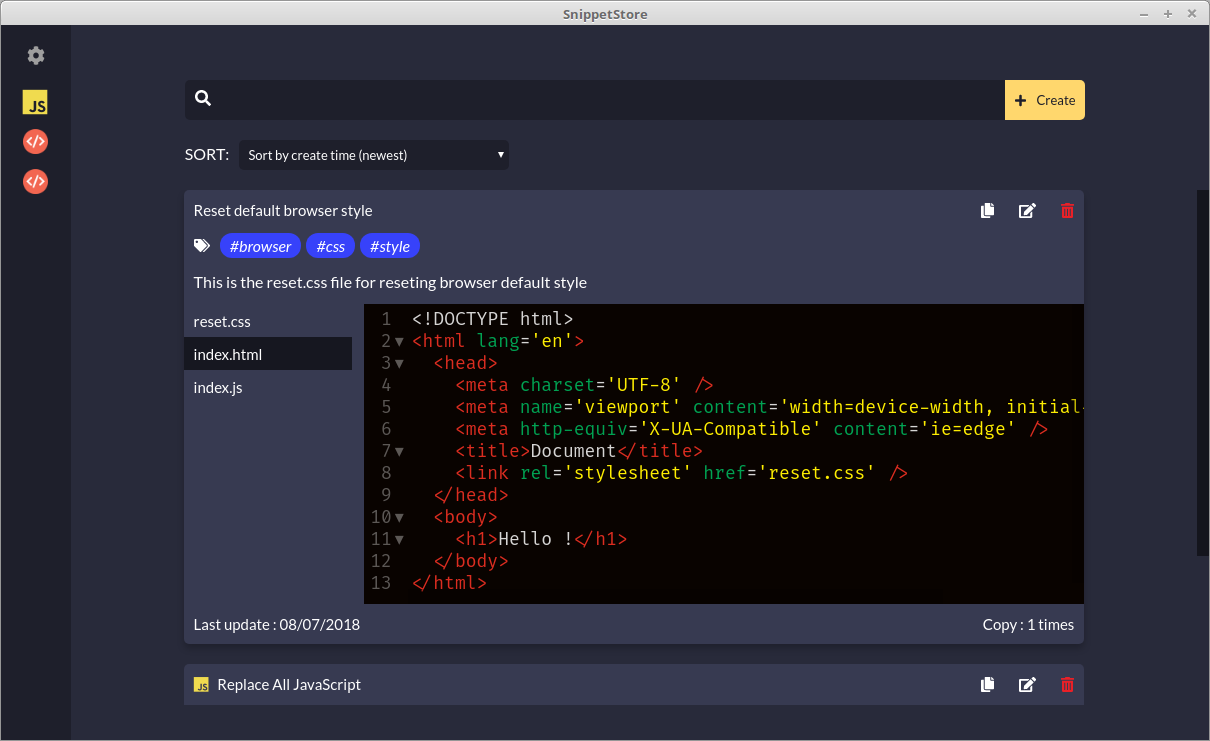 SnippetStore
JS
Create
SORT: Sort by create time (newest)
Reset default browser style
#browser #css #style
This is the reset.css file for reseting browser default style
reset.css
index.html
index.js
1 <!DOCTYPE html>
2 <html lang='en'>
3 <head>
4 <meta charset='UTF-8' />
5 <meta name='viewport' content='width=device-width, initial-
6 <meta http-equiv='X-UA-Compatible' content='ie=edge' />
7 <title>Document</title>
8 <link rel='stylesheet' href='reset.css' />
9 </head>
10 <body>
11 <h1>Hello !</h1>
12 </body>
13 </html>
Last update : 08/07/2018 Copy : 1 times
JS Replace All JavaScript